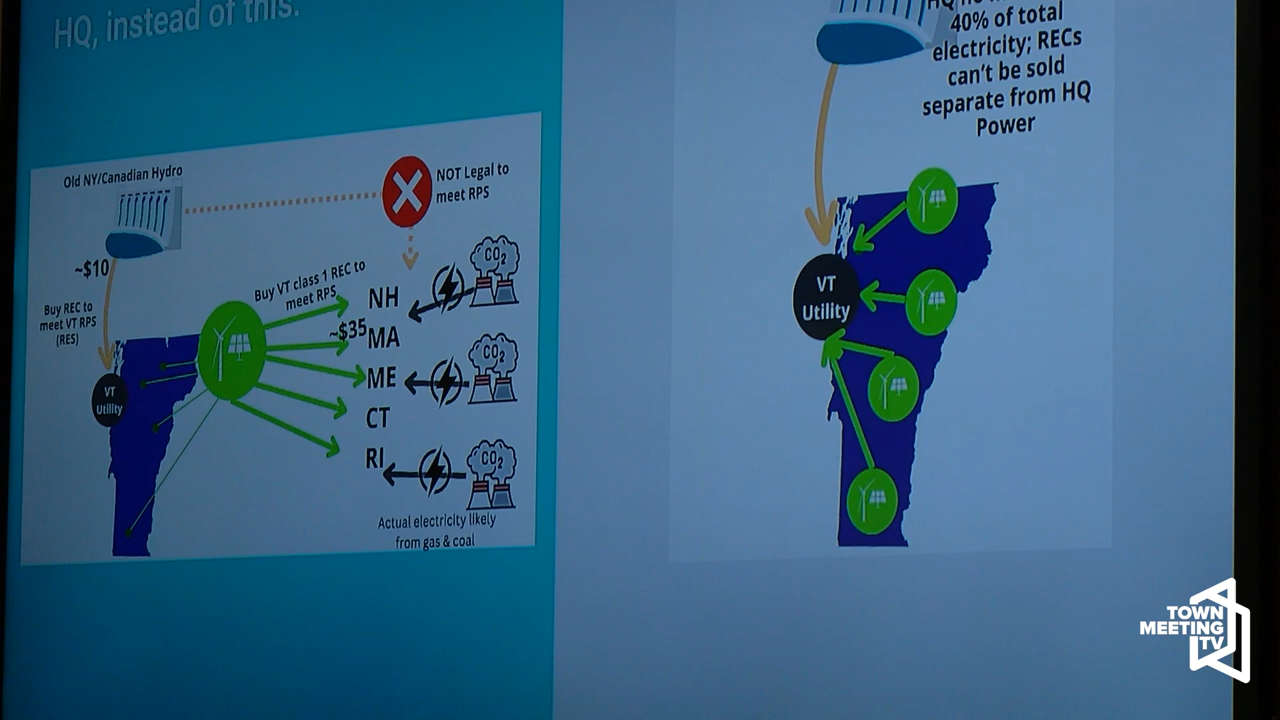 HQ, instead of this.
Old NY/Canadian Hydro
NOT Legal to
meet RPS
~$10
Buy REC to
meet VT RPS
(RES)
Buy VT class 1 REC to
meet RPS
~$35
NH
MA
ME
CT
RI
CO2
CO2
CO2
VT
Utility
Actual electricity likely
from gas & coal
HQ
40% of total
electricity; RECs
can't be sold
separate from HQ
Power
VT
Utility
TOWN
MEETING
TV